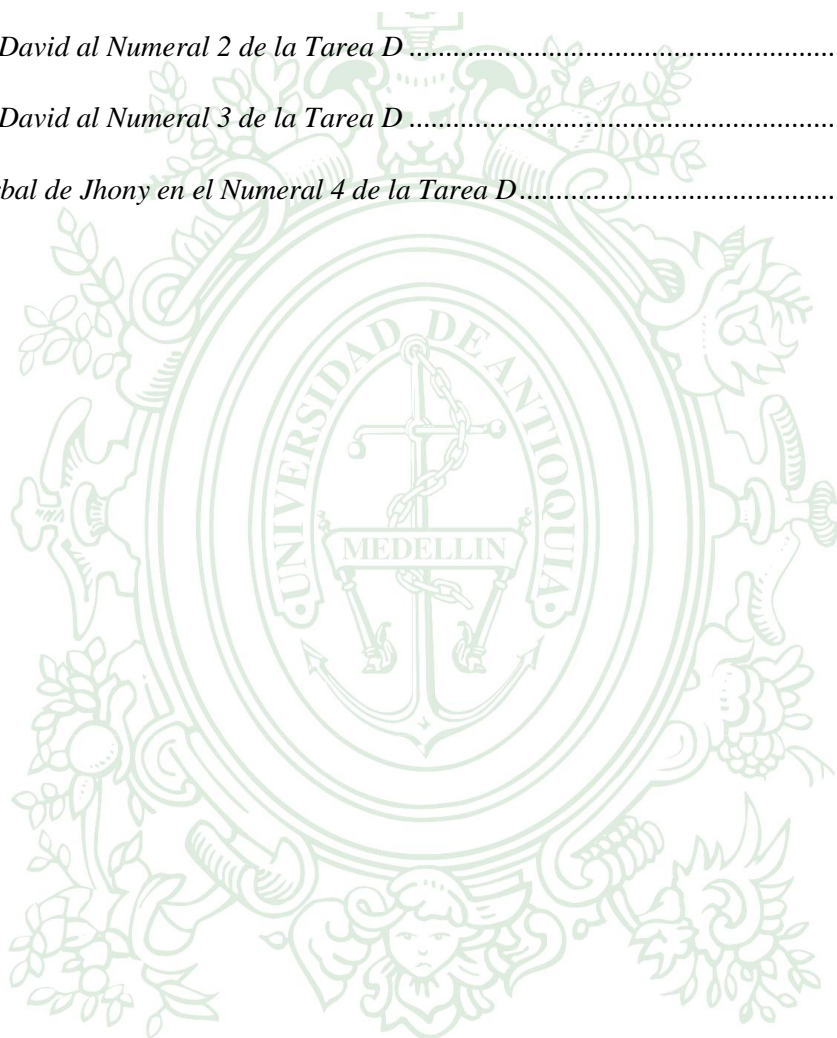 David al Numeral 2 de la Tarea D ..........................................................
David al Numeral 3 de la Tarea D ..........................................................
bal de Jhony en el Numeral 4 de la Tarea D ...........................................
UNIVERSIDAD DE ANTIOQUIA
MEDELLIN